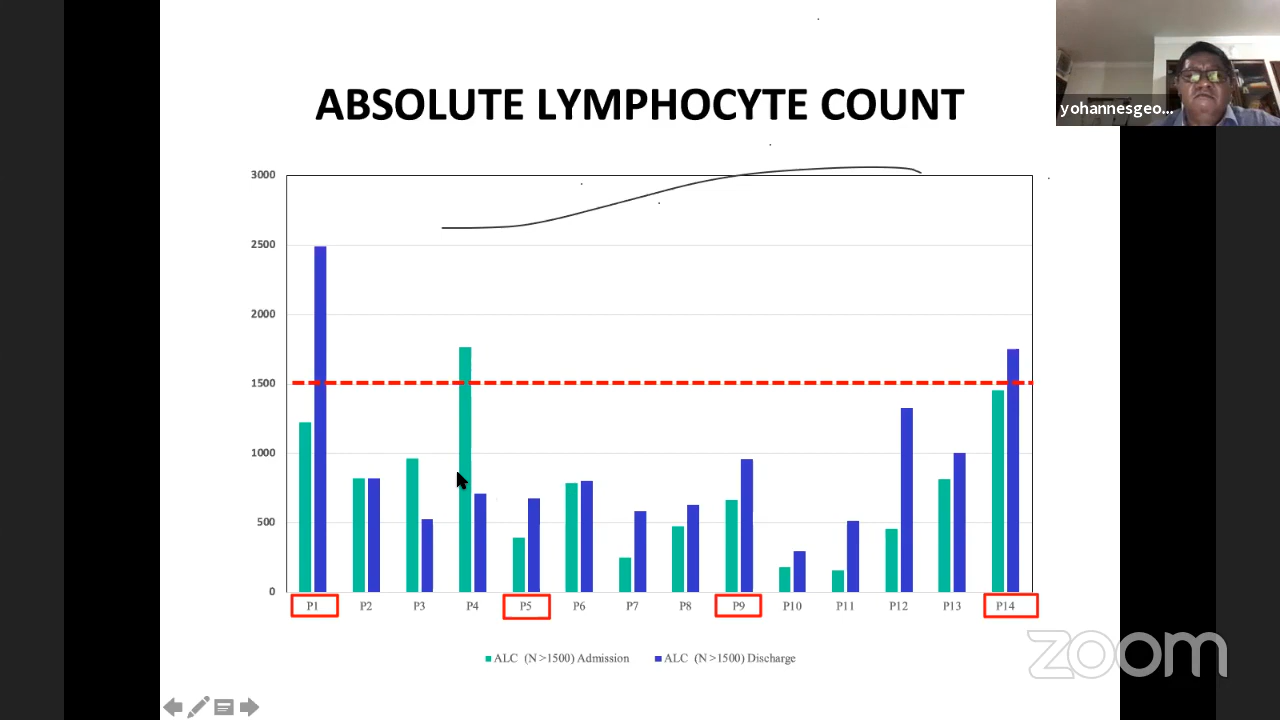 ABSOLUTE LYMPHOCYTE COUNT
yohannesgeo...
3000
2500
2000
1500
1000
500
0
P1 P2 P3 P4 P5 P6 P7 P8 P9 P10 P11 P12 P13 P14
ALC (N >1500) Admission ALC (N >1500) Discharge
zoom